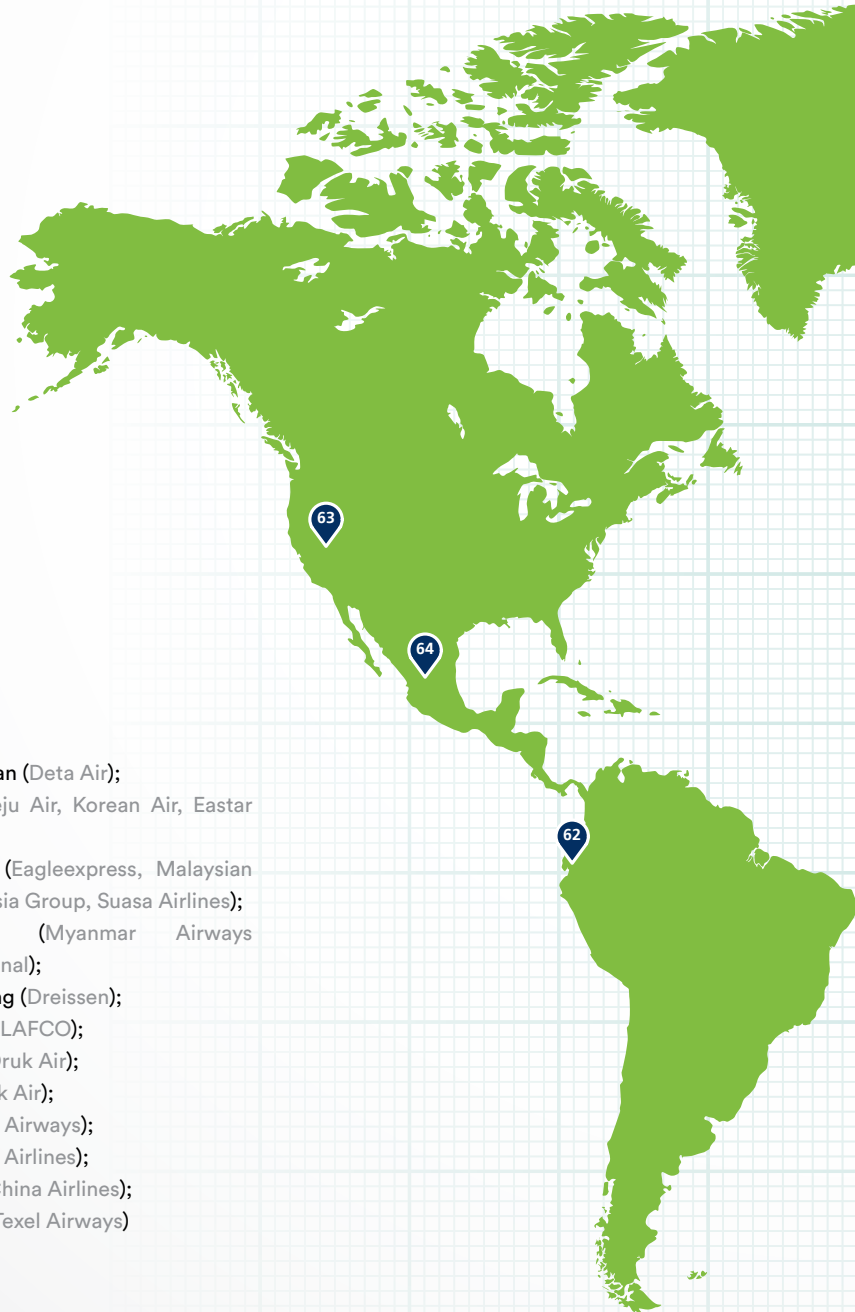 63
64
an (Deta Air);
eju Air, Korean Air, Eastar
62
(Eagleexpress, Malaysian
sia Group, Suasa Airlines);
(Myanmar Airways
nal);
ng (Dreissen);
LAFCO);
ruk Air);
k Air);
Airways);
Airlines);
China Airlines);
Texel Airways)